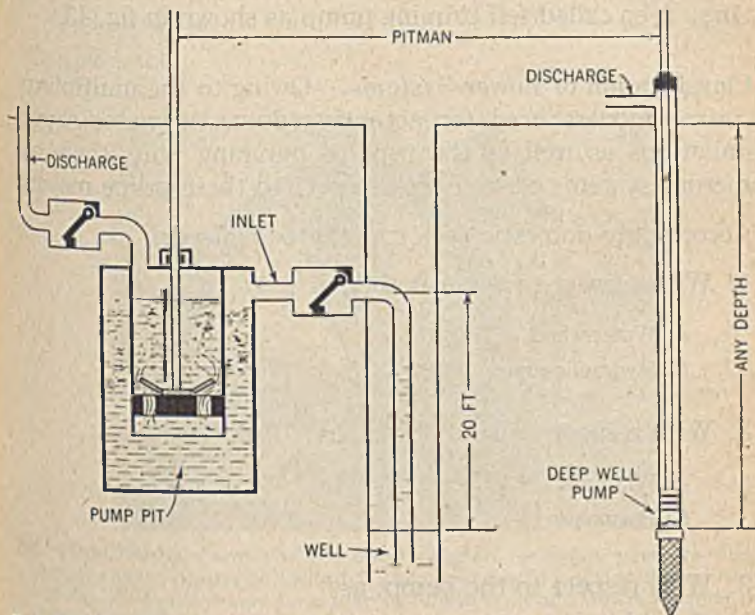 PITMAN
DISCHARGE
DISCHARGE
INLET
ANY DEPTH
20 FT
DEEP WELL
PUMP
PUMP PIT
WELL